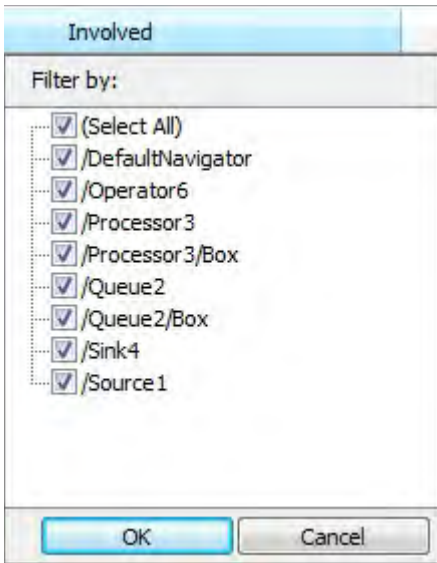 Involved
Filter by:
(Select All)
/DefaultNavigator
/Operator6
/Processor3
/Processor3/Box
/Queue2
/Queue2/Box
/Sink4
/Source1
OK Cancel